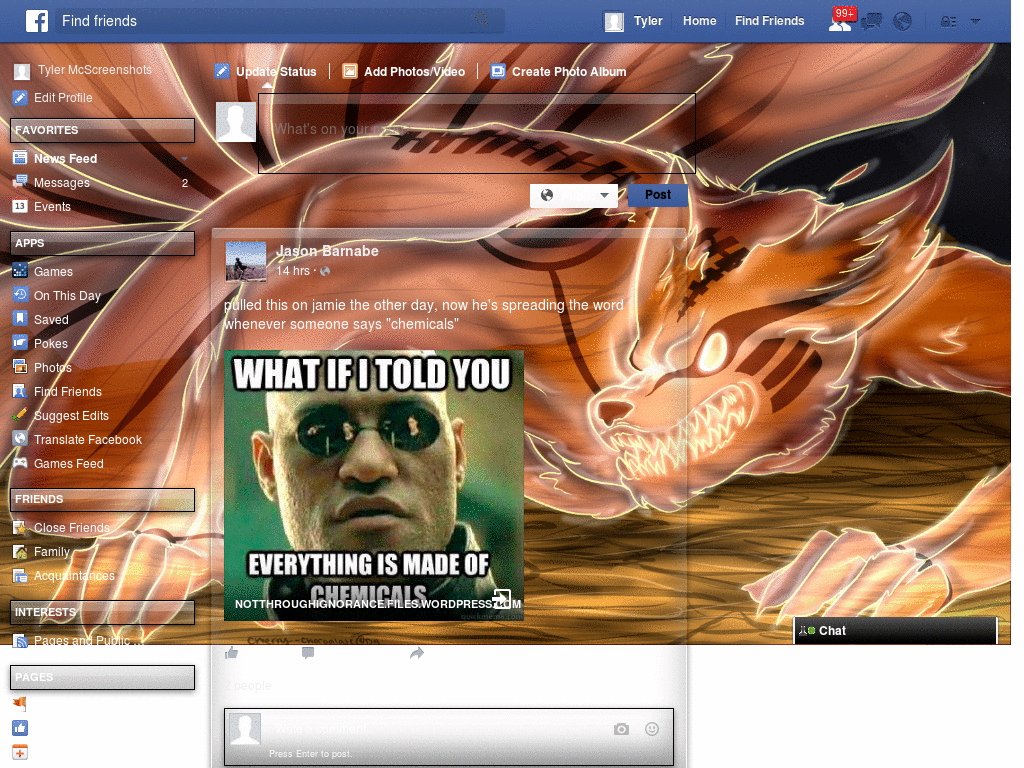 Find friends
Tyler
Home
Find Friends
99+
Tyler McScreenshots
Edit Profile
FAVORITES
News Feed
Messages
2
Events
13
APPS
Games
On This Day
Saved
Pokes
Photos
Find Friends
Suggest Edits
Translate Facebook
Games Feed
FRIENDS
Close Friends
Family
Acquaintances
INTERESTS
Pages and Public ...
PAGES
Update Status
Add Photos/Video
Create Photo Album
What's on your
Post
Jason Barnabe
14 hrs ·
pulled this on jamie the other day, now he's spreading the word
whenever someone says "chemicals"
WHAT IF I TOLD YOU
EVERYTHING IS MADE OF
CHEMICALS
NOTTHROUGHIGNORANCE.FILES.WORDPRESS.COM
people
Press Enter to post.
Chat